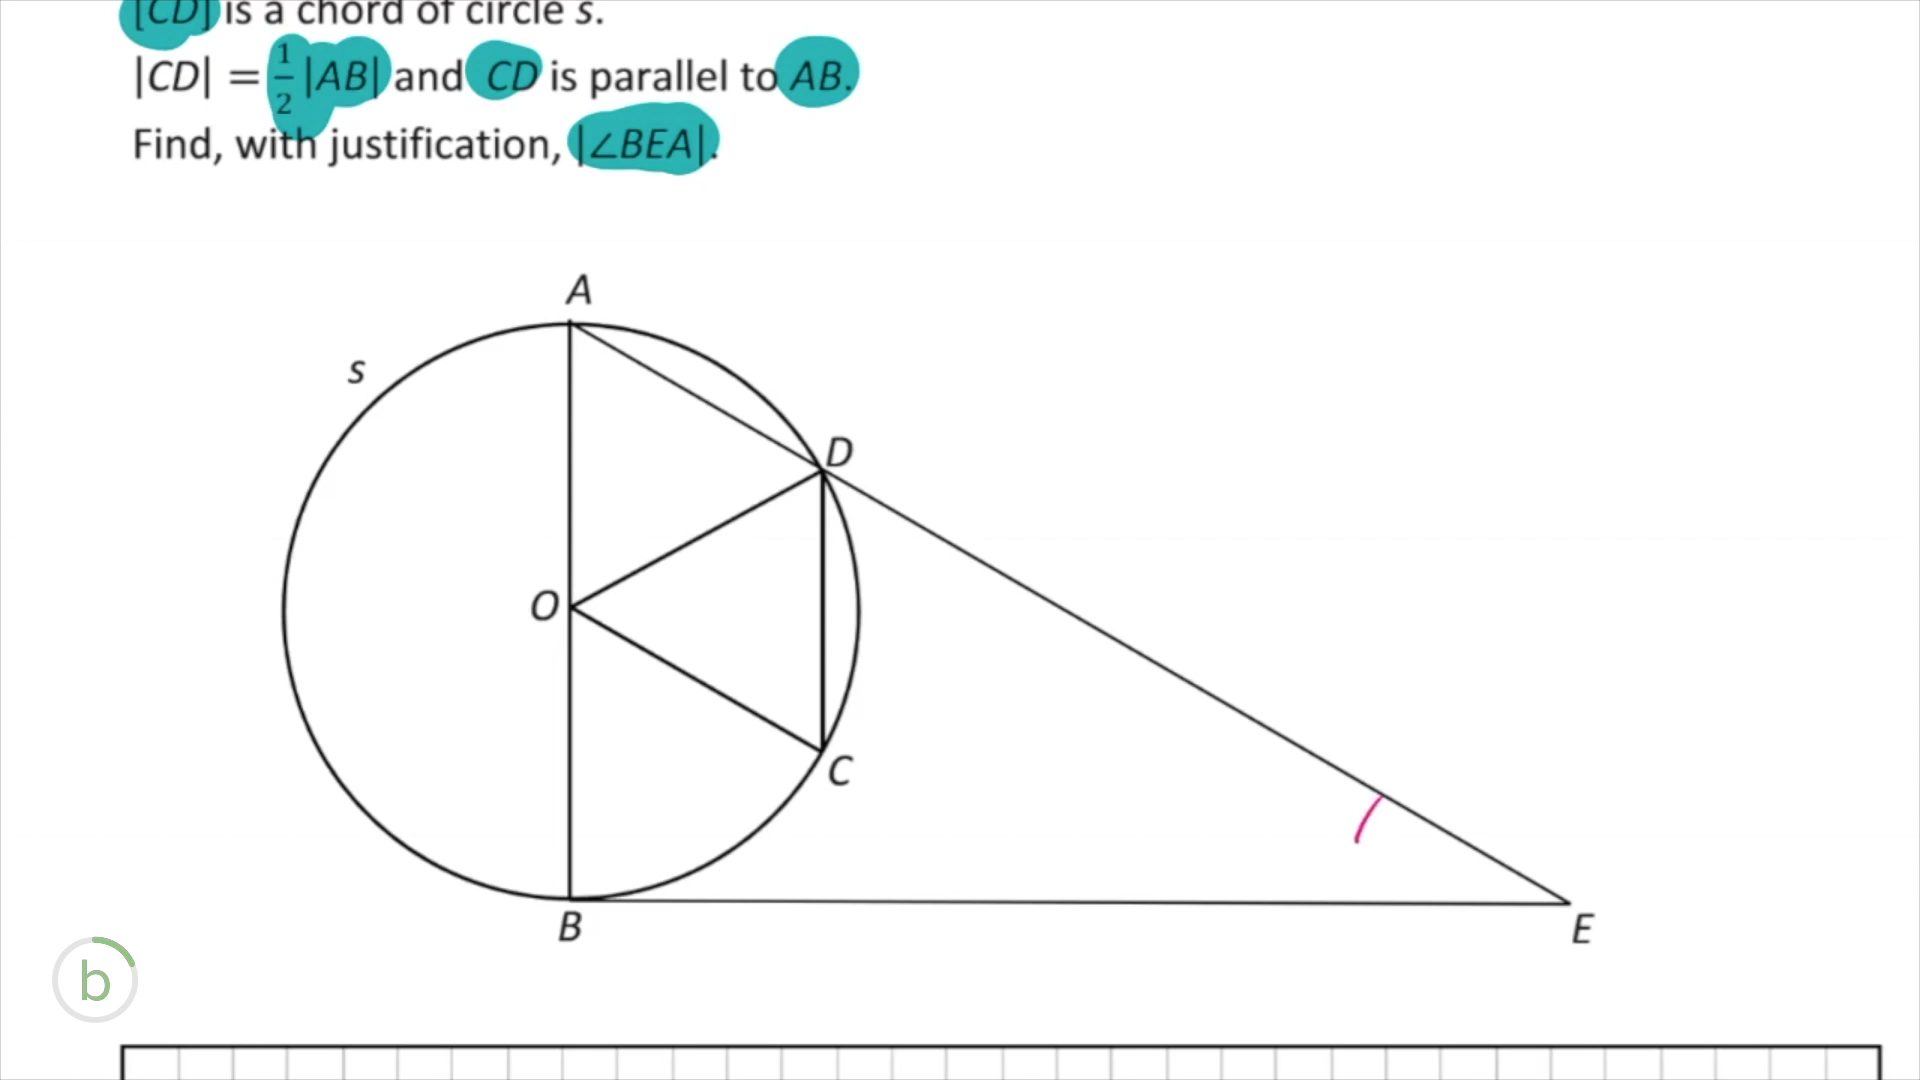 [CD] is a chord of circle s.
|CD| = 1/2 |AB| and CD is parallel to AB.
Find, with justification, |∠BEA|.
A
s
D
O
C
B
E
b